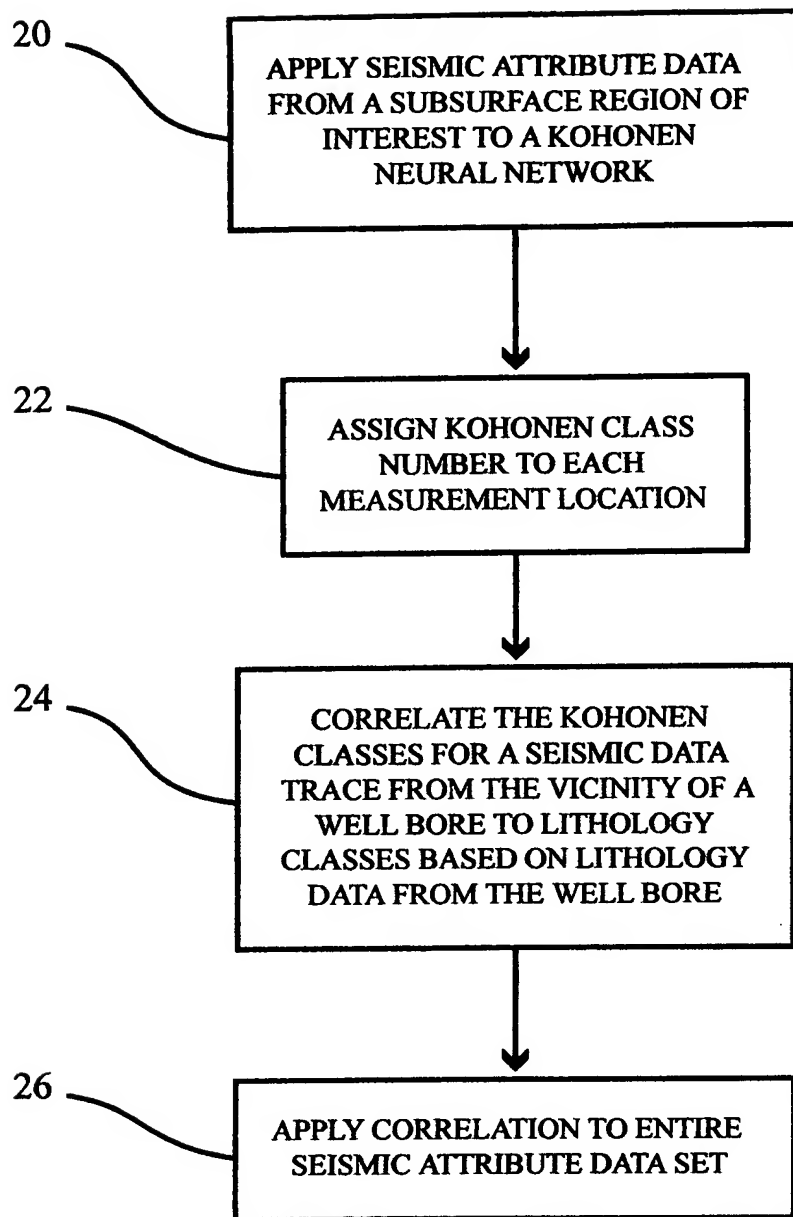 20
APPLY SEISMIC ATTRIBUTE DATA
FROM A SUBSURFACE REGION OF
INTEREST TO A KOHONEN
NEURAL NETWORK
22
ASSIGN KOHONEN CLASS
NUMBER TO EACH
MEASUREMENT LOCATION
24
CORRELATE THE KOHONEN
CLASSES FOR A SEISMIC DATA
TRACE FROM THE VICINITY OF A
WELL BORE TO LITHOLOGY
CLASSES BASED ON LITHOLOGY
DATA FROM THE WELL BORE
26
APPLY CORRELATION TO ENTIRE
SEISMIC ATTRIBUTE DATA SET